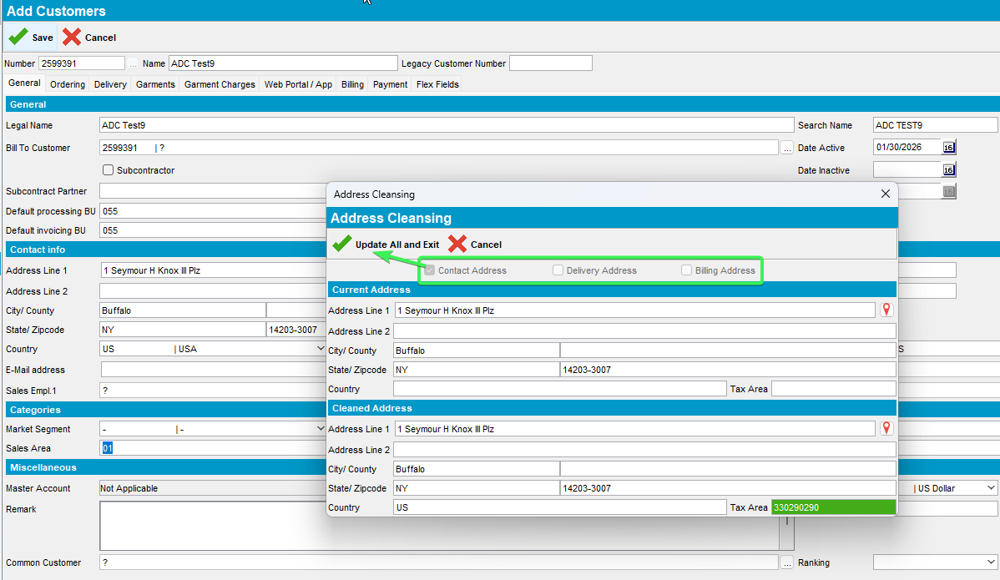 Add Customers
Save Cancel
Number 2599391 ... Name ADC Test9 Legacy Customer Number
General Ordering Delivery Garments Garment Charges Web Portal / App Billing Payment Flex Fields
General
Legal Name ADC Test9 Search Name ADC TEST9
Bill To Customer 2599391 | ? ... Date Active 01/30/2026 16
Subcontractor Date Inactive 16
Subcontract Partner 16
Default processing BU 055
Default invoicing BU 055
Contact info
Address Line 1 1 Seymour H Knox III Plz
Address Line 2
City/ County Buffalo
State/ Zipcode NY 14203-3007
Country US | USA S
E-Mail address
Sales Empl.1 ?
Categories
Market Segment - | -
Sales Area 01
Miscellaneous
Master Account Not Applicable | US Dollar
Remark
Common Customer ? ... Ranking
Address Cleansing
Address Cleansing
Update All and Exit Cancel
Contact Address Delivery Address Billing Address
Current Address
Address Line 1 1 Seymour H Knox III Plz
Address Line 2
City/ County Buffalo
State/ Zipcode NY 14203-3007
Country Tax Area
Cleaned Address
Address Line 1 1 Seymour H Knox III Plz
Address Line 2
City/ County Buffalo
State/ Zipcode NY 14203-3007
Country US Tax Area 330290290